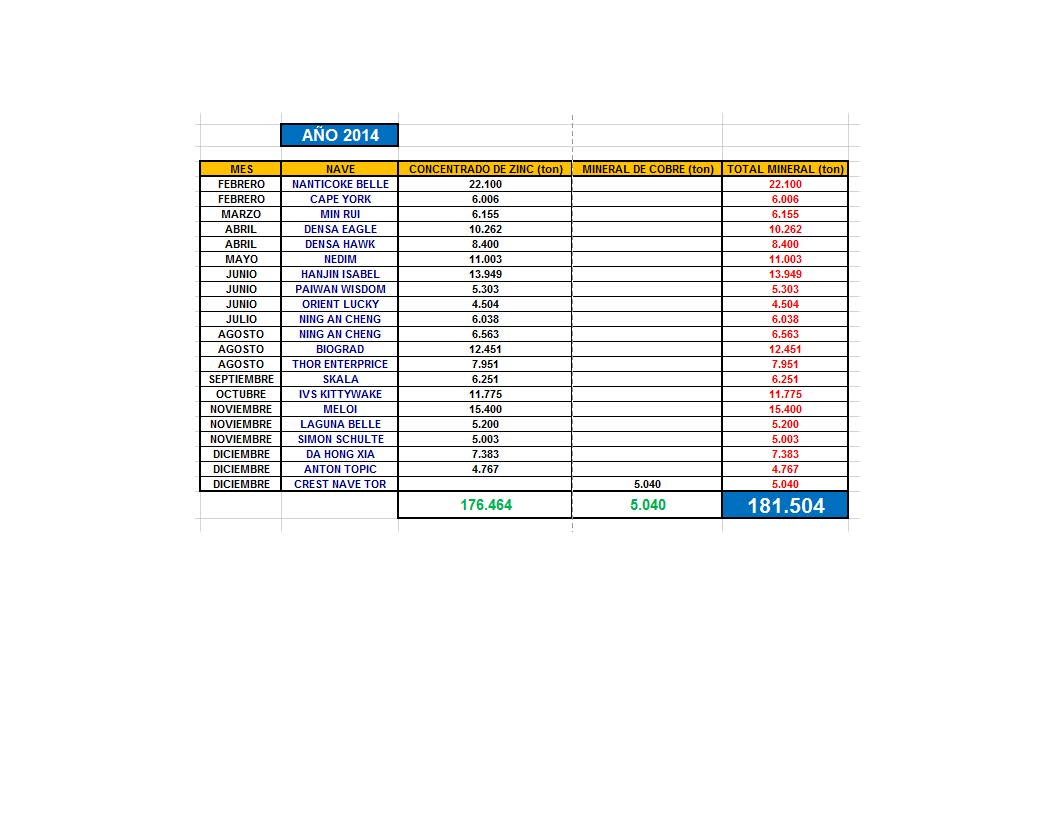 AÑO 2014
MES NAVE CONCENTRADO DE ZINC (ton) MINERAL DE COBRE (ton) TOTAL MINERAL (ton)
FEBRERO NANTICOKE BELLE 22.100 22.100
FEBRERO CAPE YORK 6.006 6.006
MARZO MIN RUI 6.155 6.155
ABRIL DENSA EAGLE 10.262 10.262
ABRIL DENSA HAWK 8.400 8.400
MAYO NEDIM 11.003 11.003
JUNIO HANJIN ISABEL 13.949 13.949
JUNIO PAIWAN WISDOM 5.303 5.303
JUNIO ORIENT LUCKY 4.504 4.504
JULIO NING AN CHENG 6.038 6.038
AGOSTO NING AN CHENG 6.563 6.563
AGOSTO BIOGRAD 12.451 12.451
AGOSTO THOR ENTERPRICE 7.951 7.951
SEPTIEMBRE SKALA 6.251 6.251
OCTUBRE IVS KITTYWAKE 11.775 11.775
NOVIEMBRE MELOI 15.400 15.400
NOVIEMBRE LAGUNA BELLE 5.200 5.200
NOVIEMBRE SIMON SCHULTE 5.003 5.003
DICIEMBRE DA HONG XIA 7.383 7.383
DICIEMBRE ANTON TOPIC 4.767 4.767
DICIEMBRE CREST NAVE TOR 5.040 5.040
176.464 5.040 181.504